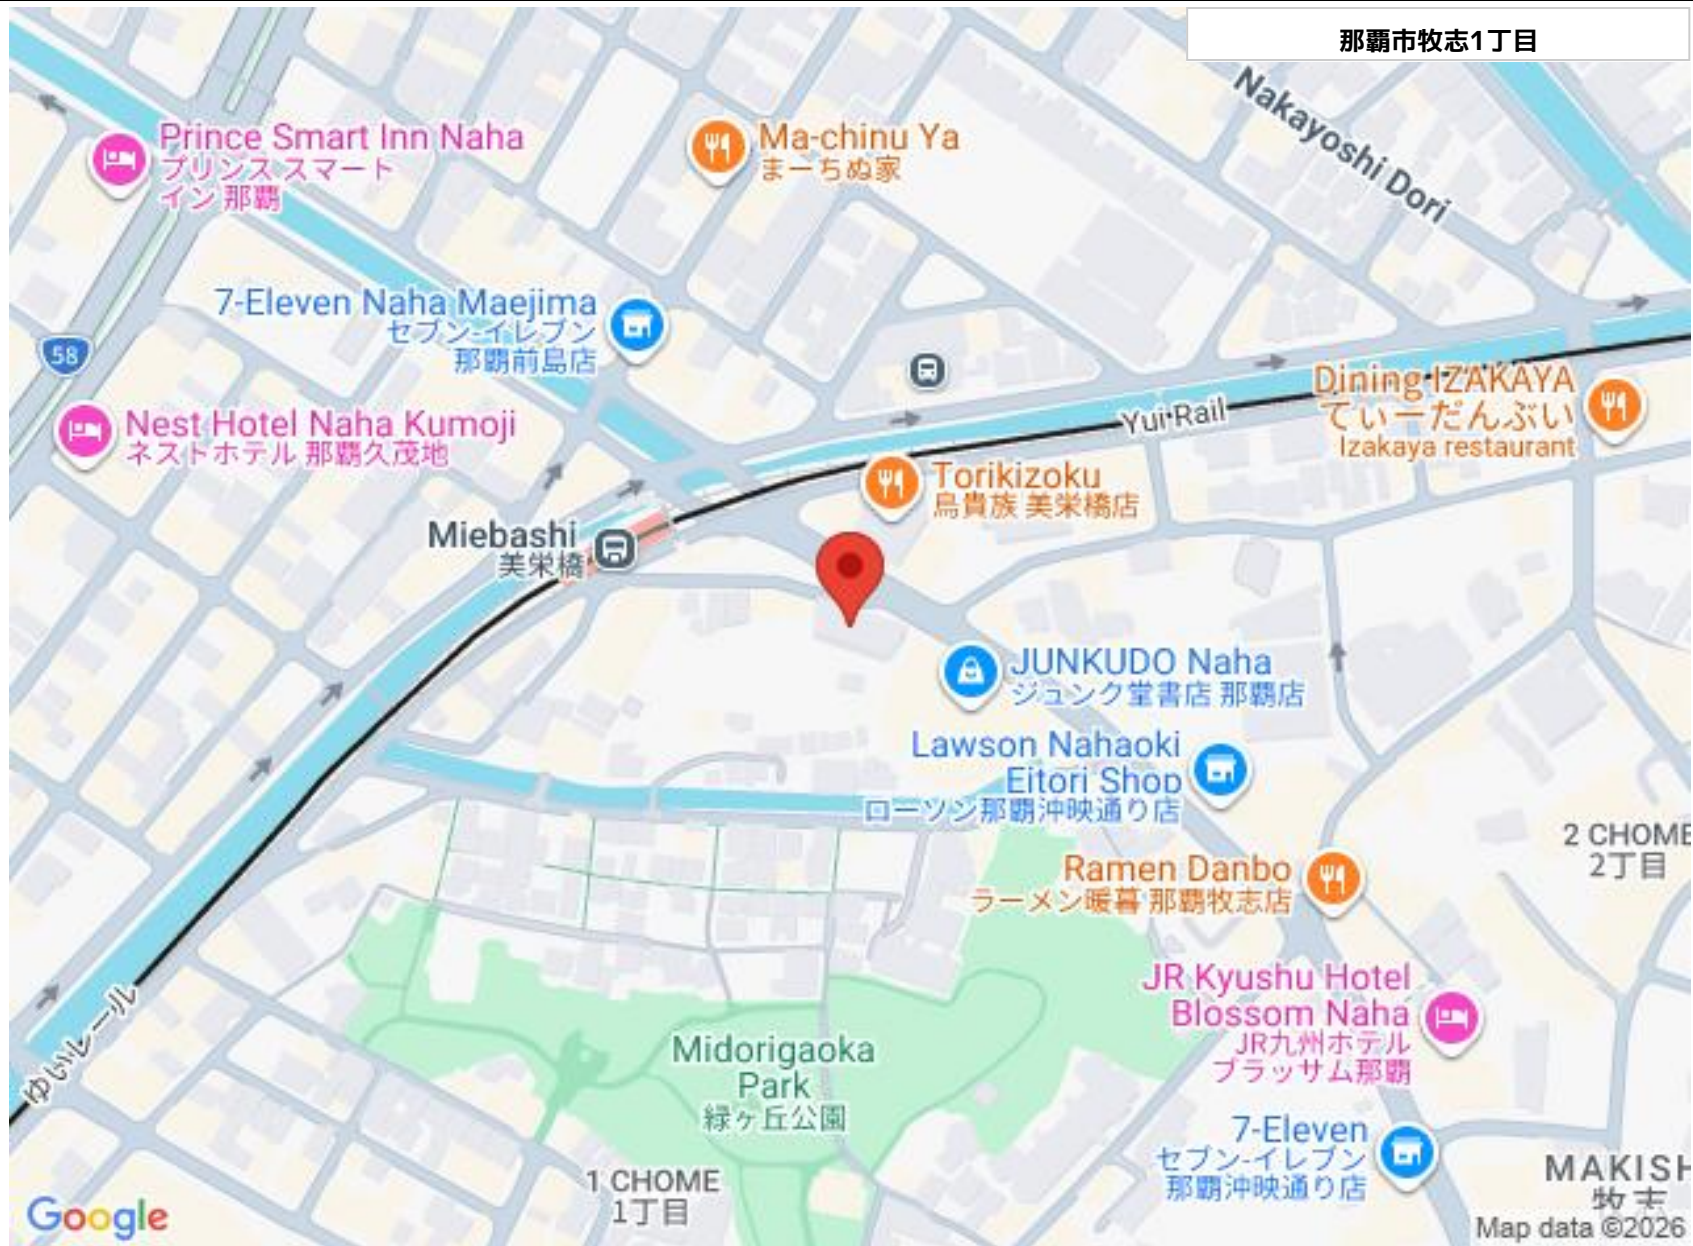 那覇市牧志1丁目
Nakayoshi Dori
Prince Smart Inn Naha
プリンス スマート
イン 那覇
Ma-chinu Ya
まーちぬ家
7-Eleven Naha Maejima
セブン-イレブン
那覇前島店
58
Nest Hotel Naha Kumoji
ネストホテル 那覇久茂地
Dining IZAKAYA
てぃーだんぶい
Izakaya restaurant
Yui Rail
Torikizoku
鳥貴族 美栄橋店
Miebashi
美栄橋
JUNKUDO Naha
ジュンク堂書店 那覇店
Lawson Nahaoki
Eitori Shop
ローソン那覇沖映通り店
2 CHOME
2丁目
Ramen Danbo
ラーメン暖暮 那覇牧志店
JR Kyushu Hotel
Blossom Naha
JR九州ホテル
ブラッサム那覇
ゆいレール
Midorigaoka
Park
緑ヶ丘公園
7-Eleven
セブン-イレブン
那覇沖映通り店
1 CHOME
1丁目
MAKISH
牧志
Google
Map data ©2026